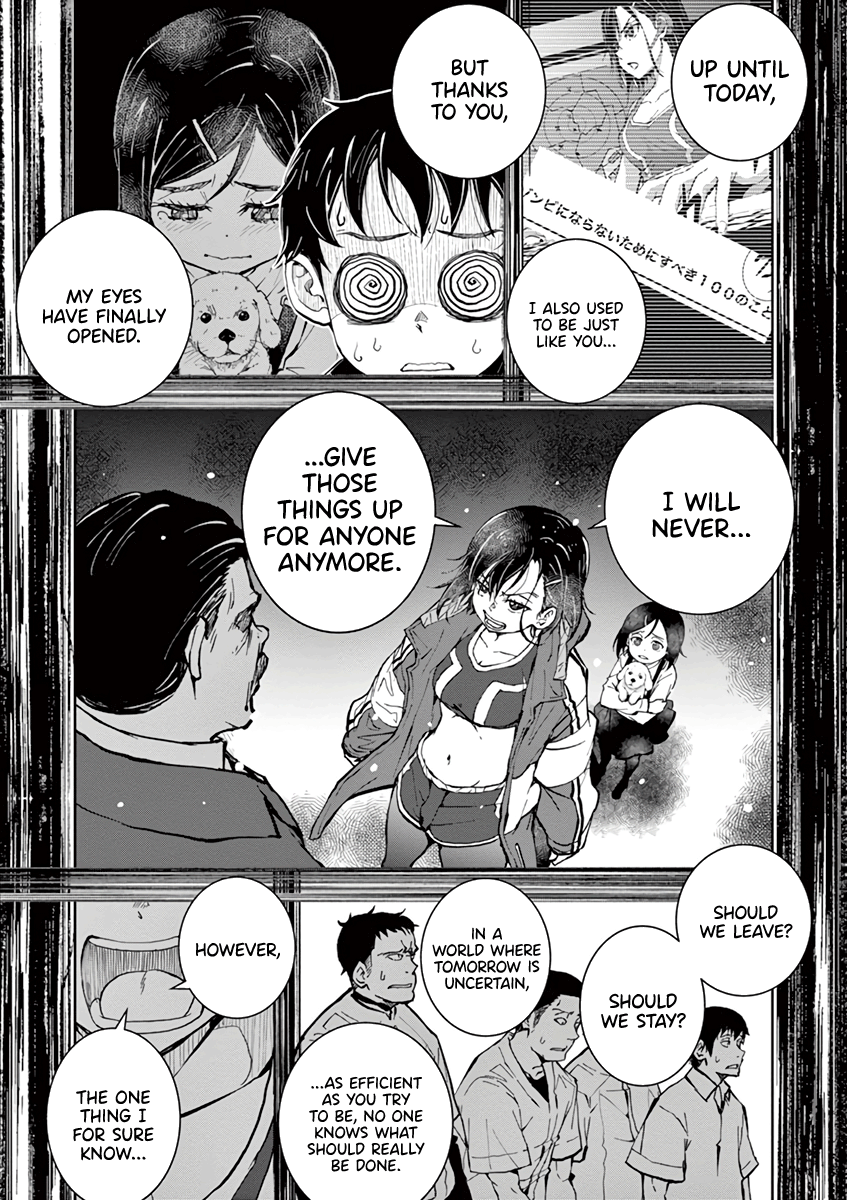 UP UNTIL
TODAY,
ゾンビにならないためにすべき100のこと
I ALSO USED
TO BE JUST
LIKE YOU...
BUT
THANKS
TO YOU,
MY EYES
HAVE FINALLY
OPENED.
I WILL
NEVER...
...GIVE
THOSE
THINGS UP
FOR ANYONE
ANYMORE.
SHOULD
WE LEAVE?
SHOULD
WE STAY?
IN A
WORLD WHERE
TOMORROW IS
UNCERTAIN,
...AS EFFICIENT
AS YOU TRY
TO BE, NO ONE
KNOWS WHAT
SHOULD REALLY
BE DONE.
HOWEVER,
THE ONE
THING I
FOR SURE
KNOW...